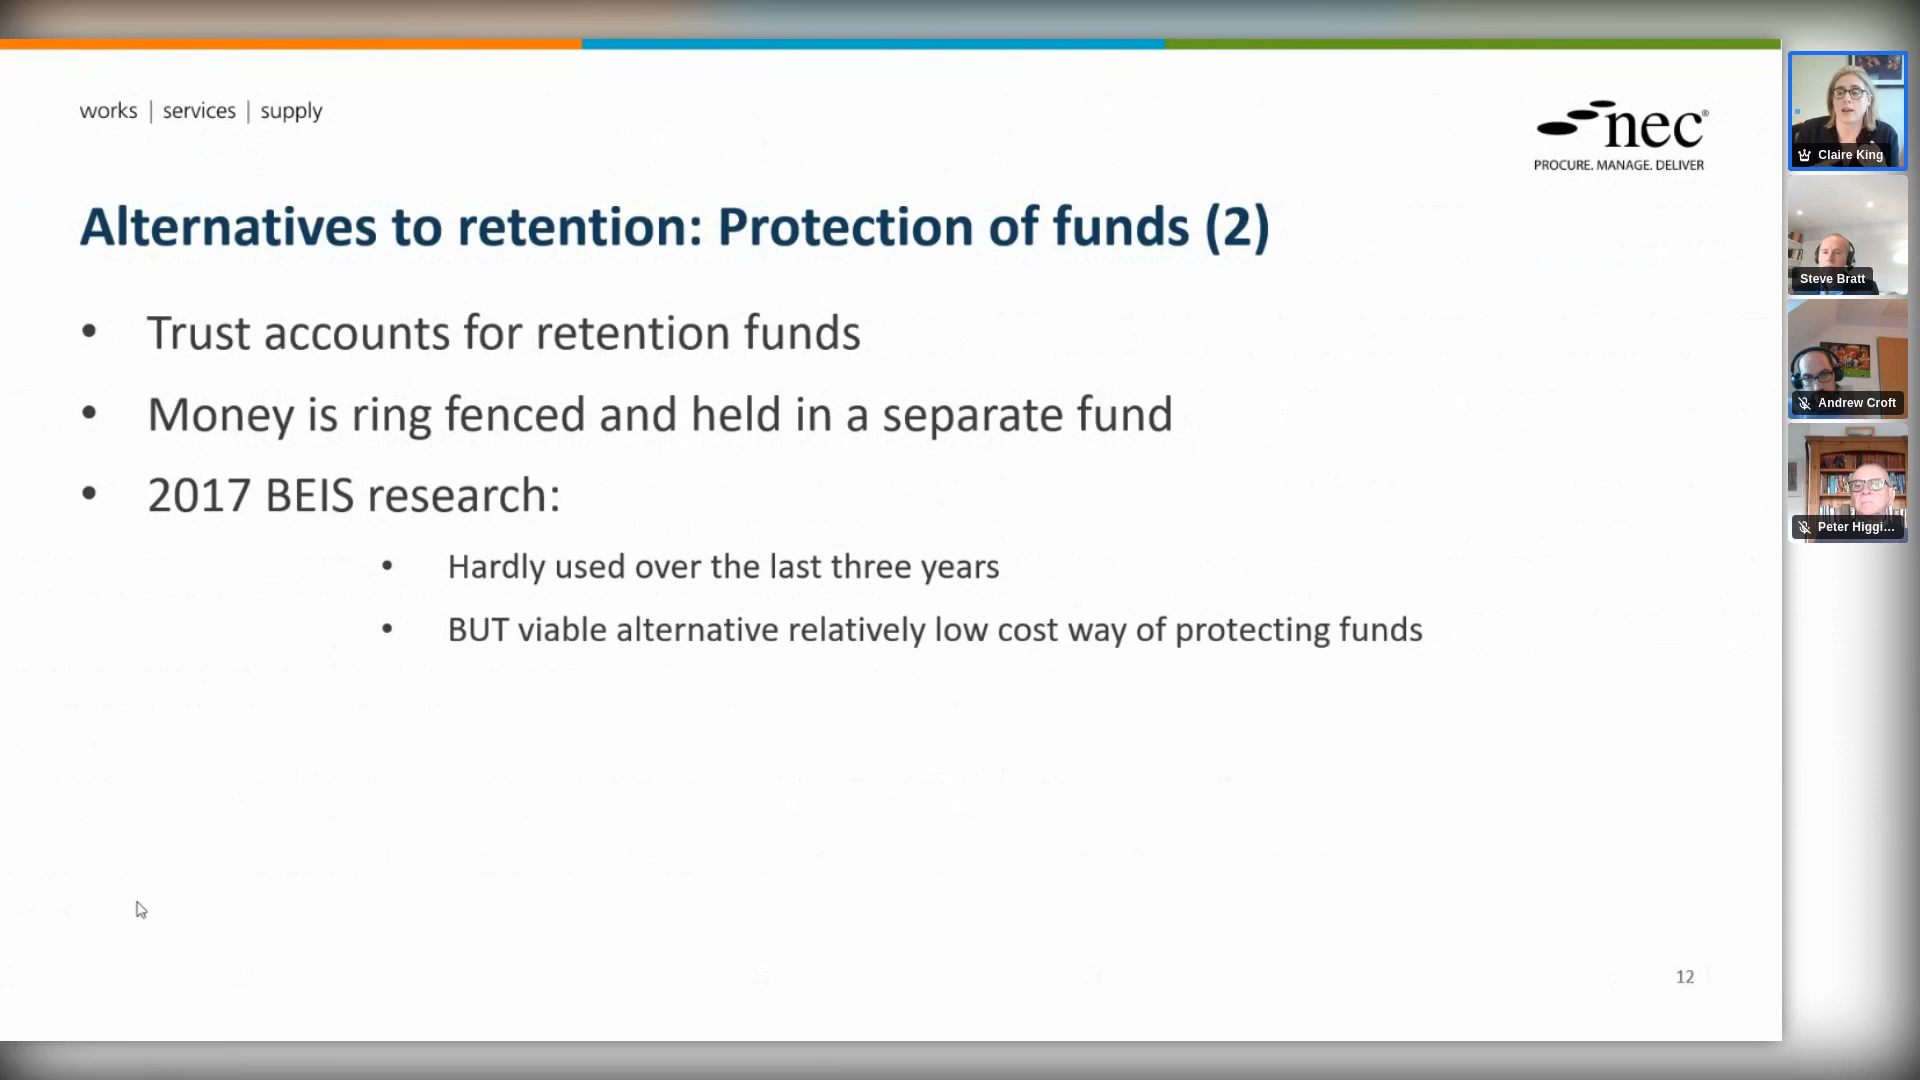 works | services | supply
nec®
PROCURE. MANAGE. DELIVER
Alternatives to retention: Protection of funds (2)
• Trust accounts for retention funds
• Money is ring fenced and held in a separate fund
• 2017 BEIS research:
• Hardly used over the last three years
• BUT viable alternative relatively low cost way of protecting funds
12
Claire King
Steve Bratt
Andrew Croft
Peter Higgi...